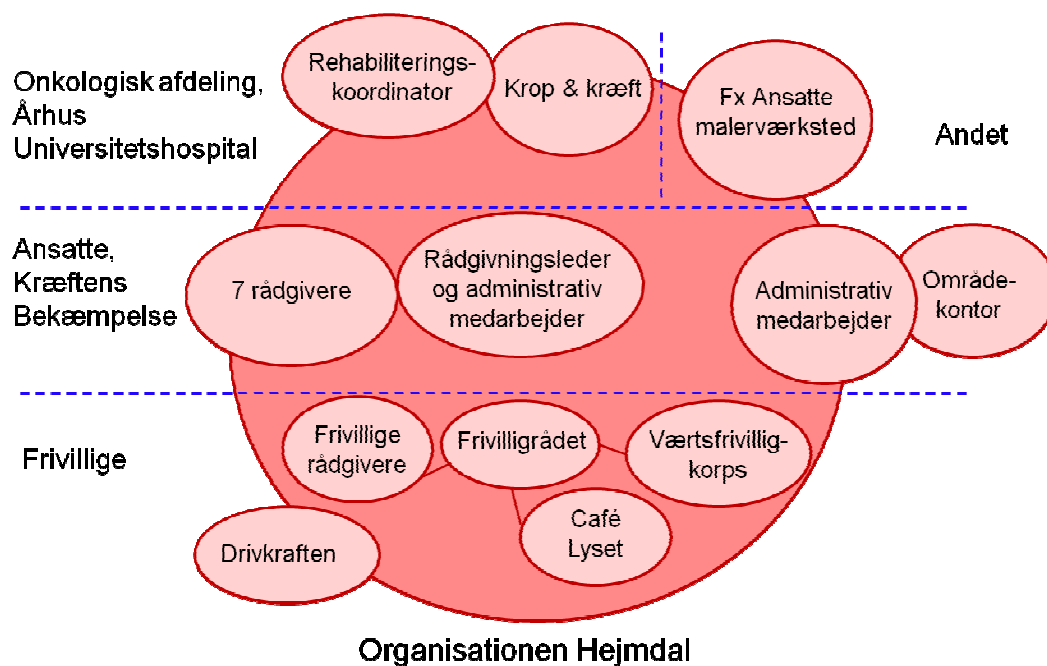 Onkologisk afdeling,
Århus
Universitetshospital
Rehabiliterings-
koordinator
Krop & kræft
Fx Ansatte
malerværksted
Andet
Ansatte,
Kræftens
Bekæmpelse
7 rådgivere
Rådgivningsleder
og administrativ
medarbejder
Administrativ
medarbejder
Område-
kontor
Frivillige
Frivillige
rådgivere
Frivilligrådet
Værtsfrivillig-
korps
Café
Lyset
Drivkraften
Organisationen Hejmdal